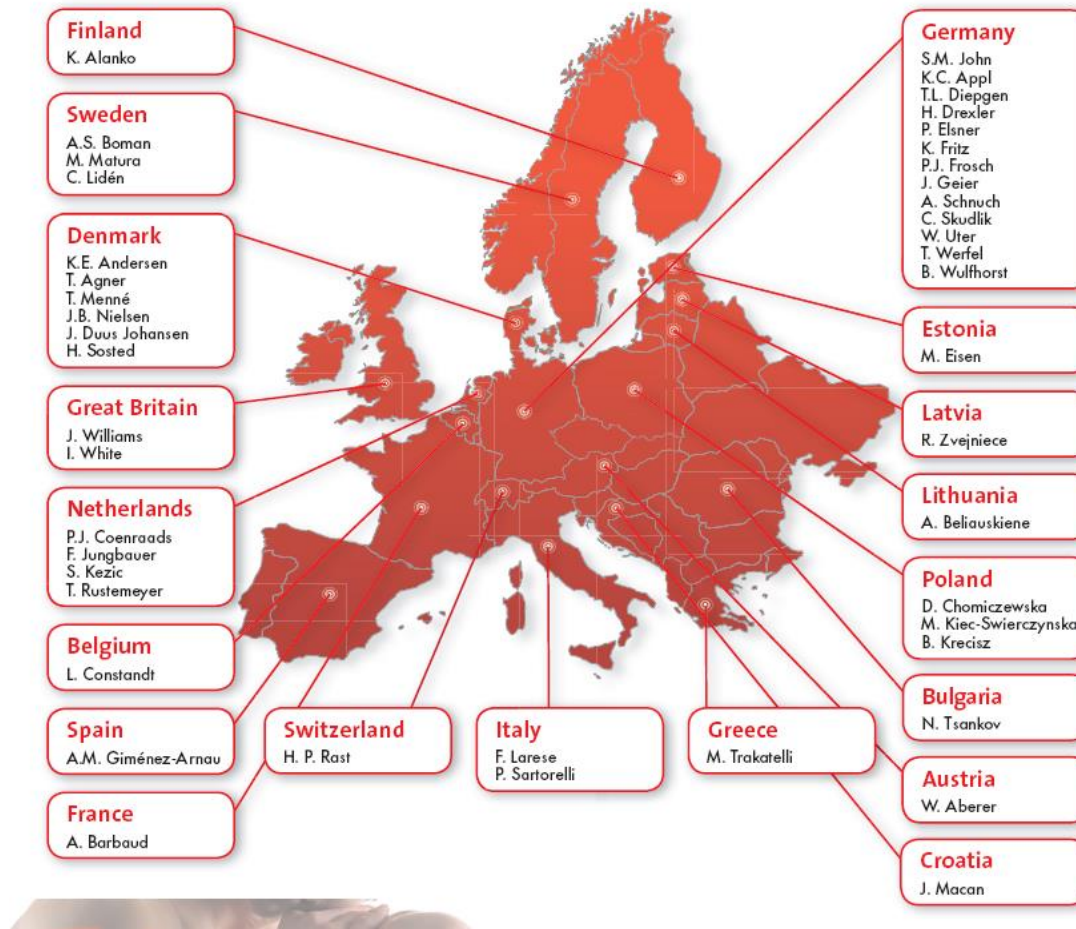 Finland
K. Alanko
Sweden
A.S. Boman
M. Matura
C. Lidén
Denmark
K.E. Andersen
T. Agner
T. Menné
J.B. Nielsen
J. Duus Johansen
H. Sosted
Great Britain
J. Williams
I. White
Netherlands
P.J. Coenraads
F. Jungbauer
S. Kezic
T. Rustemeyer
Belgium
L. Constandt
Spain
A.M. Giménez-Arnau
France
A. Barbaud
Switzerland
H. P. Rast
Italy
F. Larese
P. Sartorelli
Greece
M. Trakatelli
Germany
S.M. John
K.C. Appl
T.L. Diepgen
H. Drexler
P. Elsner
K. Fritz
P.J. Frosch
J. Geier
A. Schnuch
C. Skudlik
W. Uter
T. Werfel
B. Wulfhorst
Estonia
M. Eisen
Latvia
R. Zvejniece
Lithuania
A. Beliauskiene
Poland
D. Chomiczewska
M. Kiec-Swierczynska
B. Krecisz
Bulgaria
N. Tsankov
Austria
W. Aberer
Croatia
J. Macan